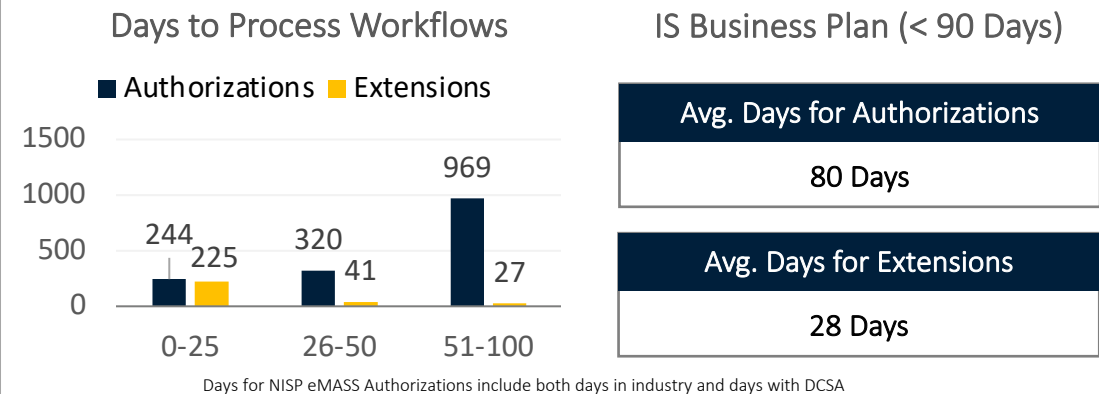 Days to Process Workflows
Authorizations Extensions
1500
1000
500
0
244
225
320
41
969
27
0-25 26-50 51-100
IS Business Plan (< 90 Days)
Avg. Days for Authorizations
80 Days
Avg. Days for Extensions
28 Days
Days for NISP eMASS Authorizations include both days in industry and days with DCSA